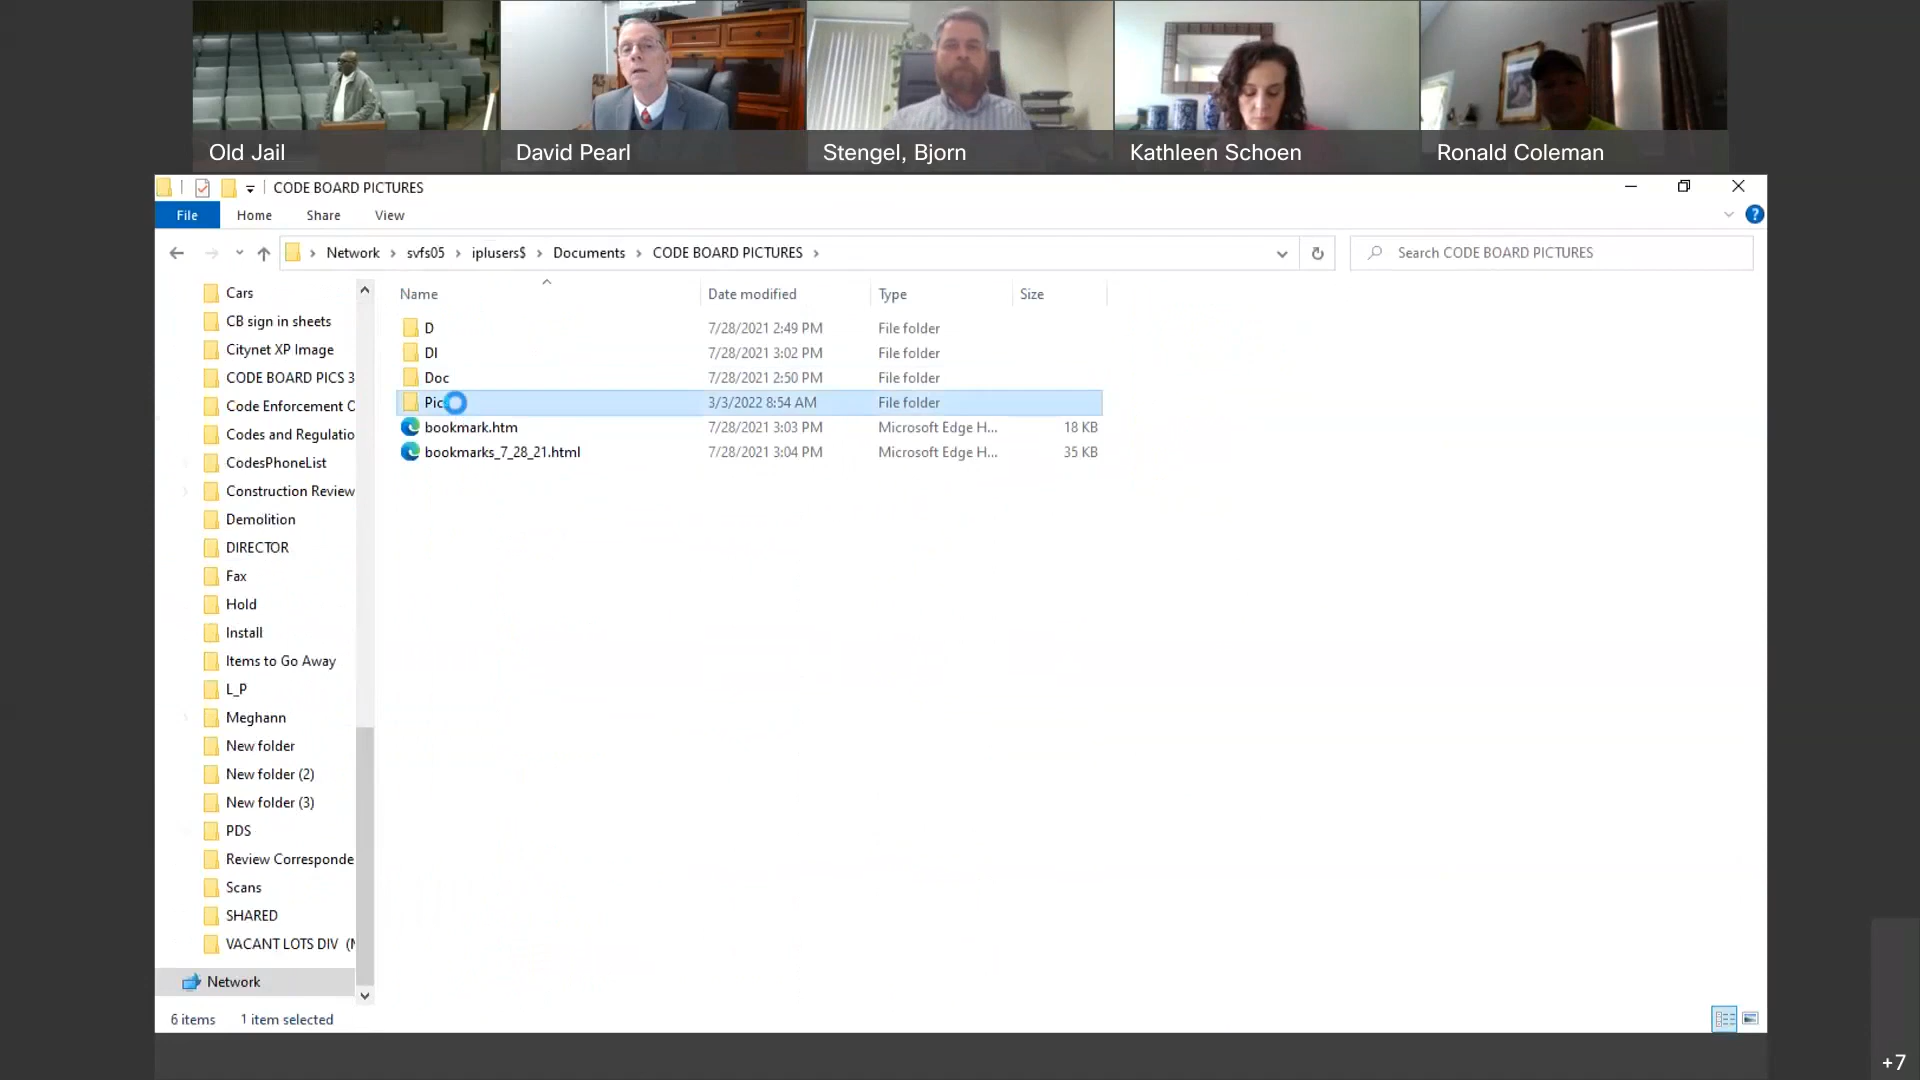 Old Jail
David Pearl
Stengel, Bjorn
Kathleen Schoen
Ronald Coleman
CODE BOARD PICTURES
File Home Share View
Network svfs05 iplusers$ Documents CODE BOARD PICTURES
Search CODE BOARD PICTURES
Cars
CB sign in sheets
Citynet XP Image
CODE BOARD PICS 3
Code Enforcement C
Codes and Regulatio
CodesPhoneList
Construction Review
Demolition
DIRECTOR
Fax
Hold
Install
Items to Go Away
L_P
Meghann
New folder
New folder (2)
New folder (3)
PDS
Review Corresponde
Scans
SHARED
VACANT LOTS DIV (M
Network
Name Date modified Type Size
D 7/28/2021 2:49 PM File folder
DI 7/28/2021 3:02 PM File folder
Doc 7/28/2021 2:50 PM File folder
Pic 3/3/2022 8:54 AM File folder
bookmark.htm 7/28/2021 3:03 PM Microsoft Edge H... 18 KB
bookmarks_7_28_21.html 7/28/2021 3:04 PM Microsoft Edge H... 35 KB
6 items 1 item selected
+7